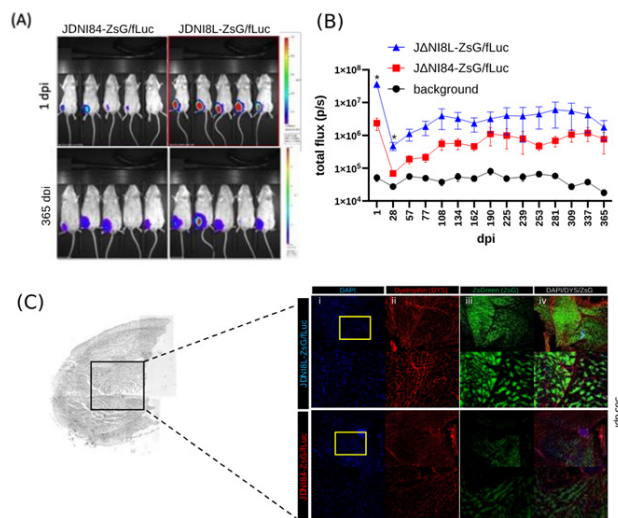 (A)
JDNI84-ZsG/fLuc JDNI8L-ZsG/fLuc
1 dpi
365 dpi
(B)
JΔNI8L-ZsG/fLuc
JΔNI84-ZsG/fLuc
background
total flux (p/s)
1×10⁸
1×10⁷
1×10⁶
1×10⁵
1×10⁴
* *
1 28 57 77 108 134 162 190 225 239 253 281 309 337 365
dpi
(C)
DAPI Dystrophin (DYS) ZsGreen (ZsG) DAPI/DYS/ZsG
i ii iii iv
JDNI8L-ZsG/fLuc
JDNI84-ZsG/fLuc